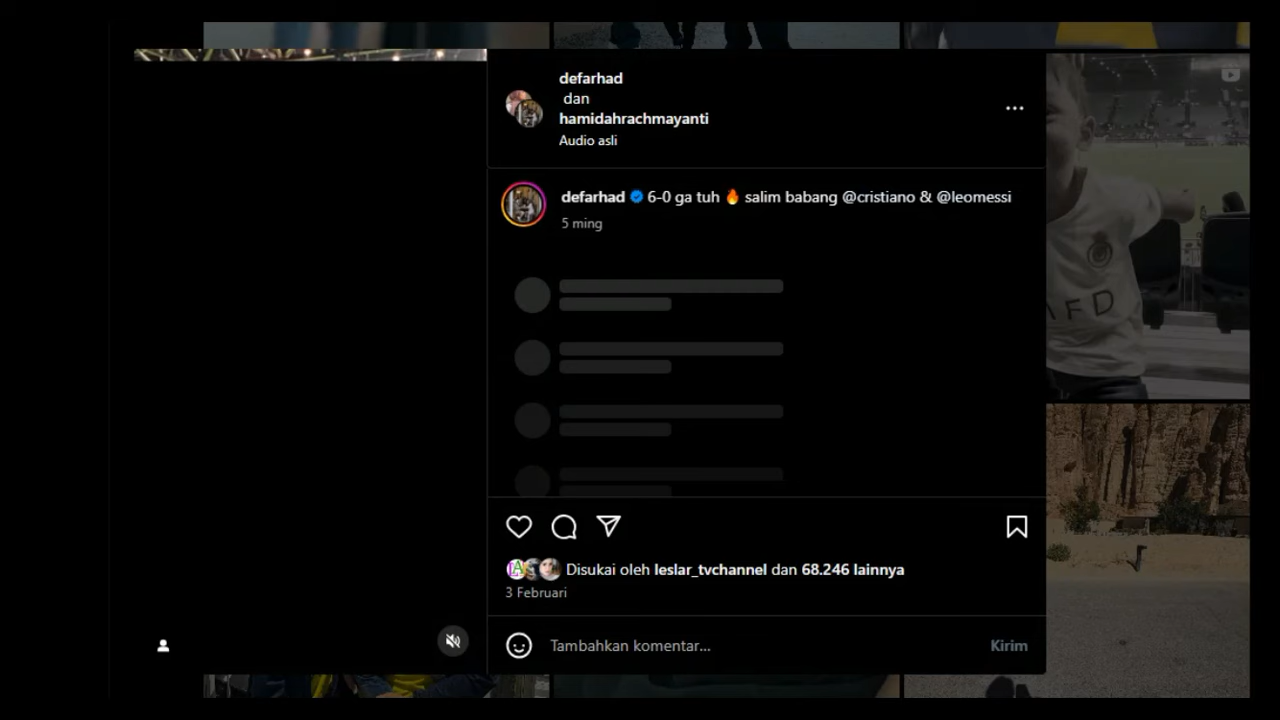 defarhad
dan
hamidahrachmayanti
Audio asli
defarhad 6-0 ga tuh 🔥 salim babang @cristiano & @leomessi
5 ming
Disukai oleh leslar_tvchannel dan 68.246 lainnya
3 Februari
Tambahkan komentar...
Kirim